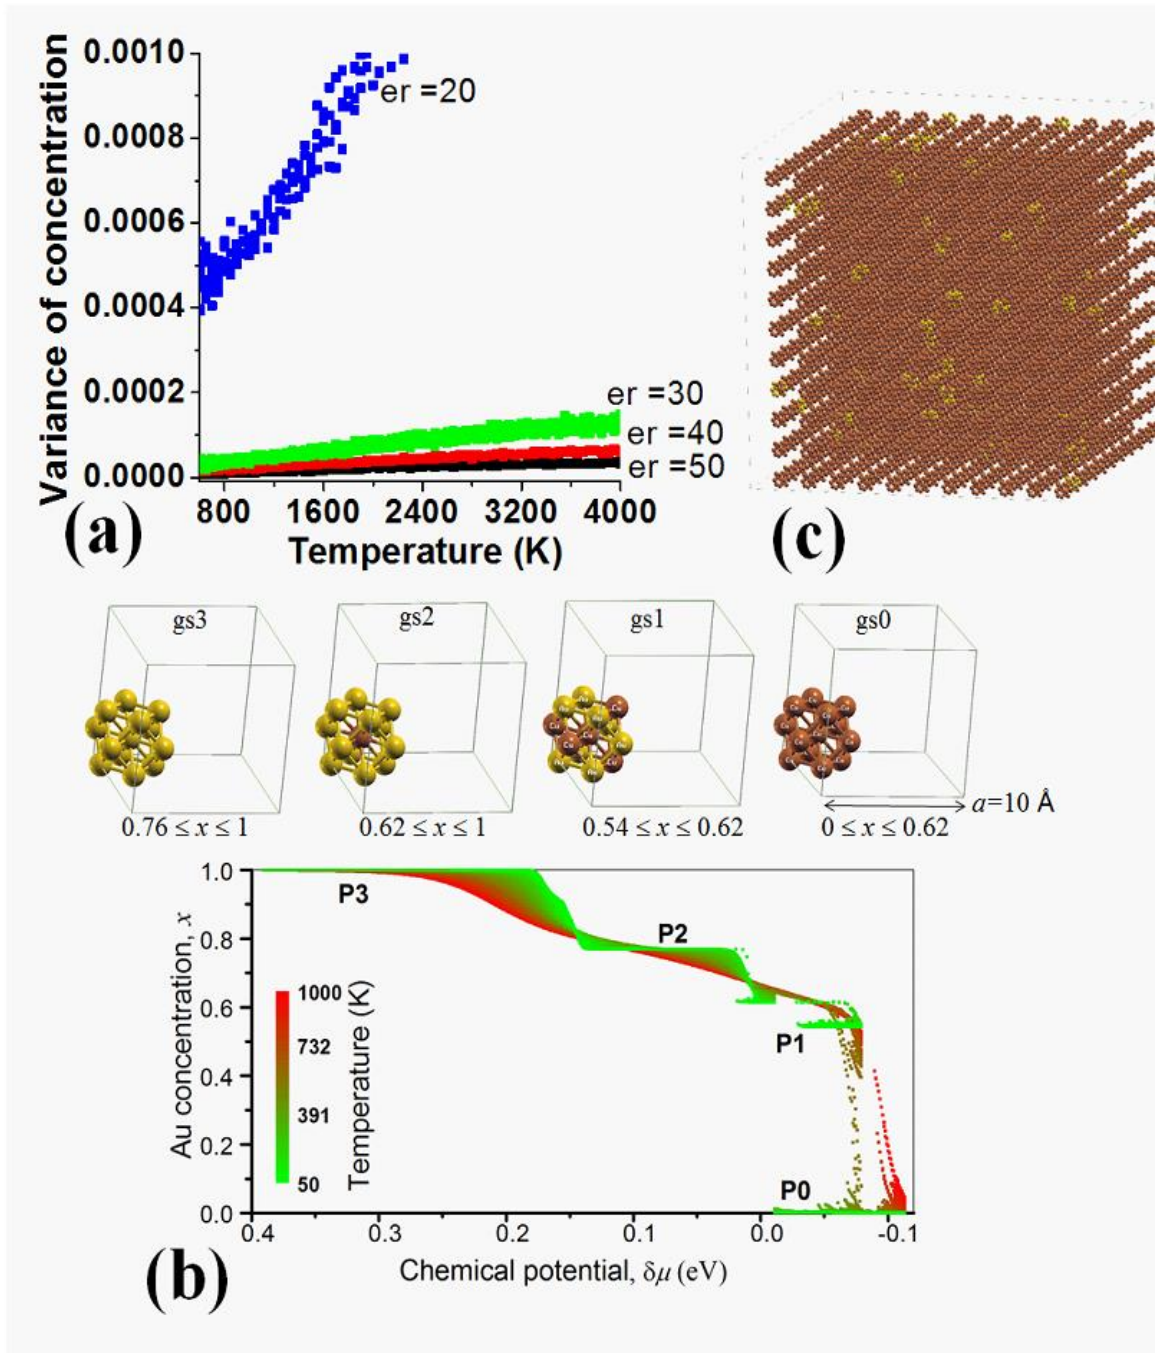 Variance of concentration
0.0010
0.0008
0.0006
0.0004
0.0002
0.0000
er =20
er =30
er =40
er =50
800 1600 2400 3200 4000
Temperature (K)
(a)
(c)
gs3 gs2 gs1 gs0
a=10 Å
0.76 ≤ x ≤ 1 0.62 ≤ x ≤ 1 0.54 ≤ x ≤ 0.62 0 ≤ x ≤ 0.62
Au concentration, x
1.0
0.8
0.6
0.4
0.2
0.0
P3
P2
P1
P0
1000
732
391
50
Temperature (K)
0.4 0.3 0.2 0.1 0.0 -0.1
Chemical potential, δμ (eV)
(b)